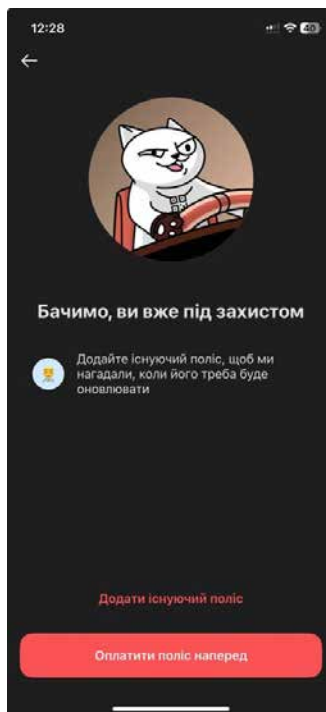 12:28
40
Бачимо, ви вже під захистом
Додайте існуючий поліс, щоб ми
нагадали, коли його треба буде
оновлювати
Додати існуючий поліс
Оплатити поліс наперед